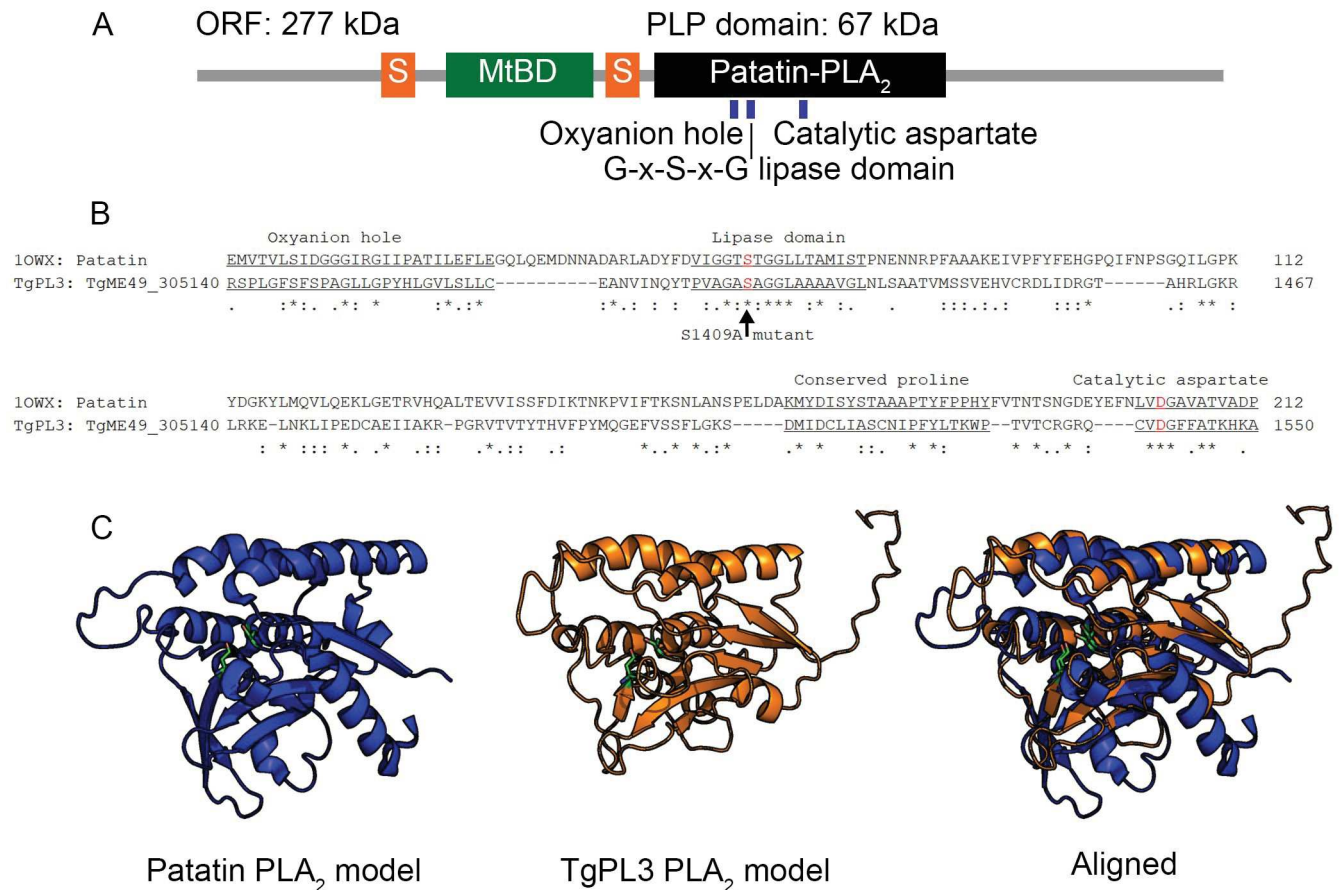 A
ORF: 277 kDa
PLP domain: 67 kDa
S
MtBD
S
Patatin-PLA2
Oxyanion hole
Catalytic aspartate
G-x-S-x-G lipase domain
B
Oxyanion hole
Lipase domain
1OWX: Patatin EMVTVLSIDGGGIRGIIPATILEFLEGQLQEMDNNADARLADYFDVIGGTSTGGLLTAMISTPNENNRPFAAAKEIVPFYFEHGPQIFNPSGQILGPK 112
TgPL3: TgME49_305140 RSPLGFSFSPAGLLGPYHLGVLSLLC----------EANVINQYTPVAGASAGGLAAAAVGLNLSAATVMSSVEHVCRDLIDRGT------AHRLGKR 1467
. :*:. : *: : * . :. * : .:* . : : :. :*:*:*** * :. . . :::.:.: : ::* . :**
S1409A mutant
Conserved proline
Catalytic aspartate
1OWX: Patatin YDGKYLMQVLQEKLGETRVHQALTEVVISSFDIKTNKPVIFTKSNLANSPELDAKMYDISYSTAAAPTYFPPHYFVTNTSNGDEYEFNLVDGAVATVADP 212
TgPL3: TgME49_305140 LRKE-LNKLIPEDCAEIIAKR-PGRVTVTYTHVFPYMQGEFVSSFLGKS-----DMIDCLIASCNIPFYLTKWP--TVTCRGRQ----CVDGFFATKHKA 1550
: * :: * .* .: :*.::: : *.:* *.:* * * :: * *: * * .* ***. ** .
C
Patatin PLA2 model
TgPL3 PLA2 model
Aligned